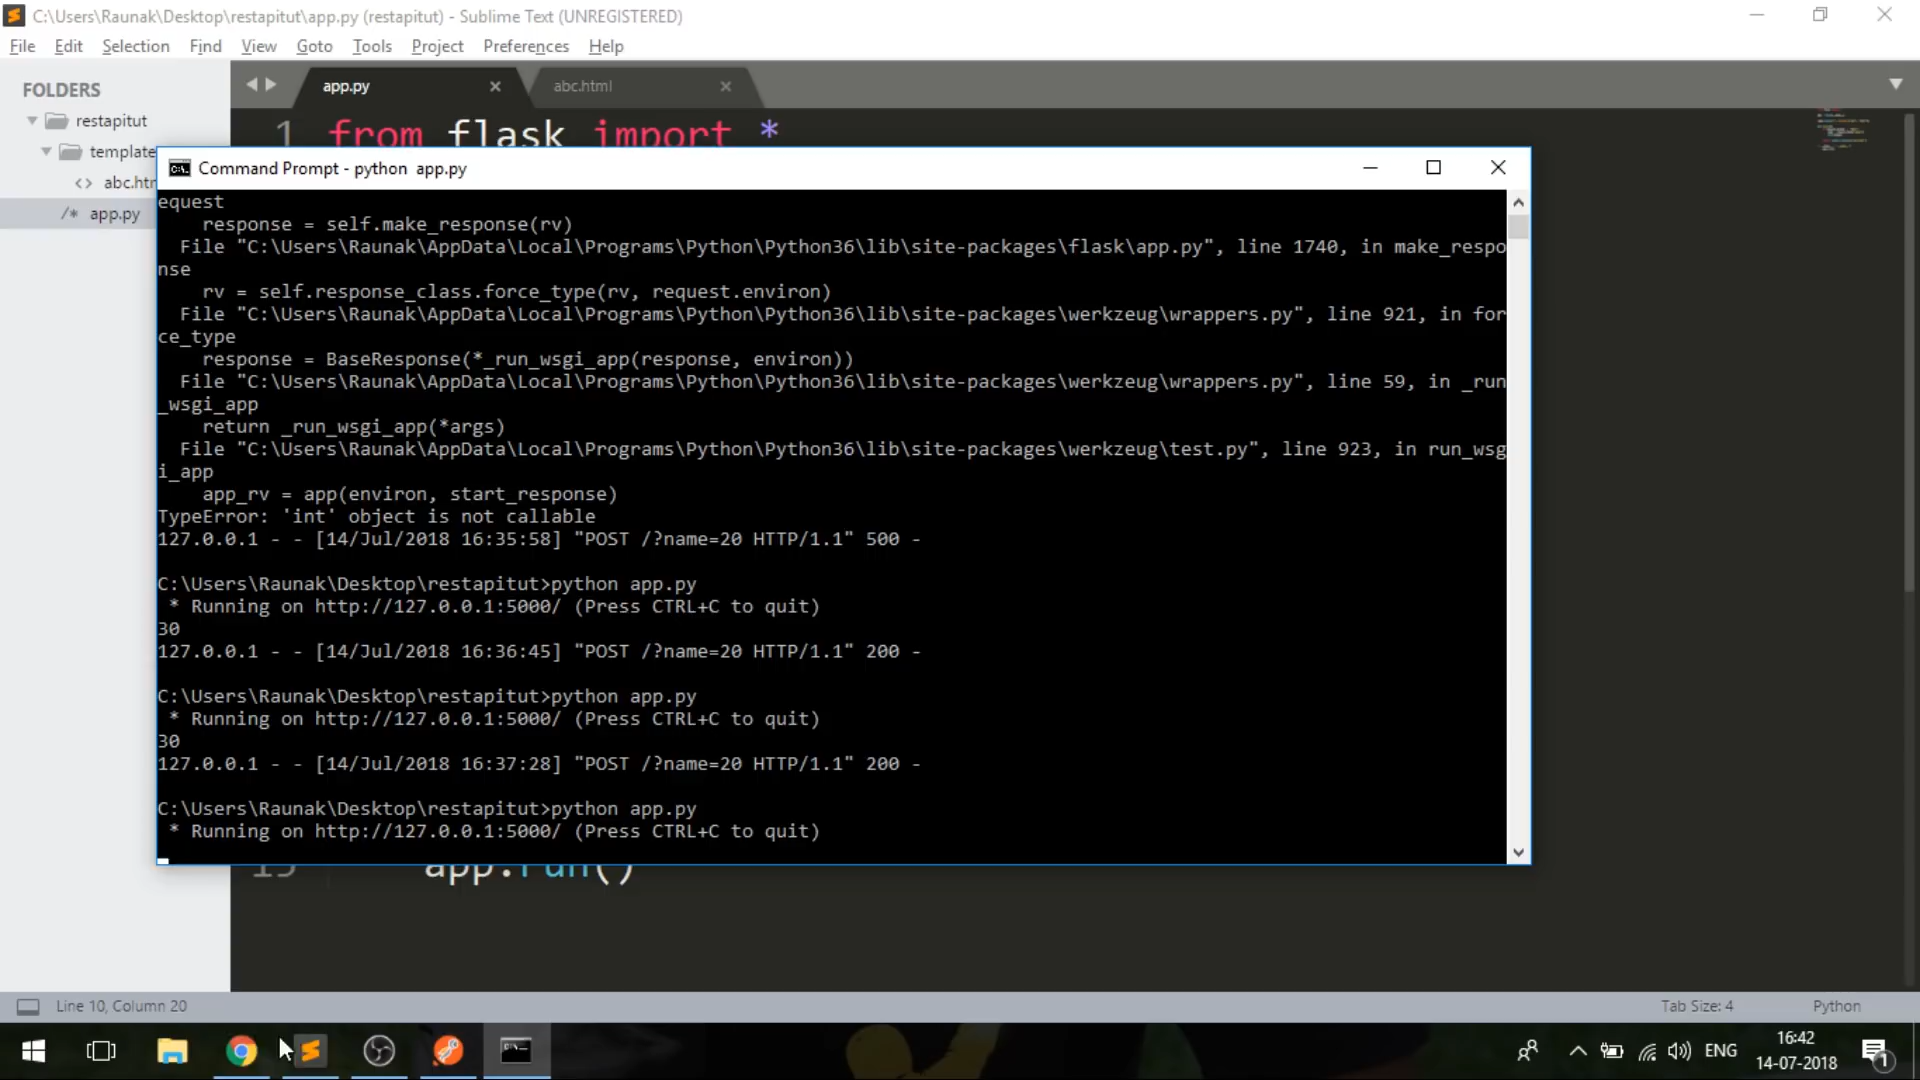 C:\Users\Raunak\Desktop\restapitut\app.py (restapitut) - Sublime Text (UNREGISTERED)
File Edit Selection Find View Goto Tools Project Preferences Help
FOLDERS
restapitut
template
abc.htm
/* app.py
app.py
abc.html
1 from flask import *
Command Prompt - python  app.py
equest
    response = self.make_response(rv)
  File "C:\Users\Raunak\AppData\Local\Programs\Python\Python36\lib\site-packages\flask\app.py", line 1740, in make_respo
nse
    rv = self.response_class.force_type(rv, request.environ)
  File "C:\Users\Raunak\AppData\Local\Programs\Python\Python36\lib\site-packages\werkzeug\wrappers.py", line 921, in for
ce_type
    response = BaseResponse(*_run_wsgi_app(response, environ))
  File "C:\Users\Raunak\AppData\Local\Programs\Python\Python36\lib\site-packages\werkzeug\wrappers.py", line 59, in _run
_wsgi_app
    return _run_wsgi_app(*args)
  File "C:\Users\Raunak\AppData\Local\Programs\Python\Python36\lib\site-packages\werkzeug\test.py", line 923, in run_wsg
i_app
    app_rv = app(environ, start_response)
TypeError: 'int' object is not callable
127.0.0.1 - - [14/Jul/2018 16:35:58] "POST /?name=20 HTTP/1.1" 500 -
C:\Users\Raunak\Desktop\restapitut>python app.py
 * Running on http://127.0.0.1:5000/ (Press CTRL+C to quit)
30
127.0.0.1 - - [14/Jul/2018 16:36:45] "POST /?name=20 HTTP/1.1" 200 -
C:\Users\Raunak\Desktop\restapitut>python app.py
 * Running on http://127.0.0.1:5000/ (Press CTRL+C to quit)
30
127.0.0.1 - - [14/Jul/2018 16:37:28] "POST /?name=20 HTTP/1.1" 200 -
C:\Users\Raunak\Desktop\restapitut>python app.py
 * Running on http://127.0.0.1:5000/ (Press CTRL+C to quit)
app.run()
Line 10, Column 20
Tab Size: 4
Python
ENG
16:42
14-07-2018
1